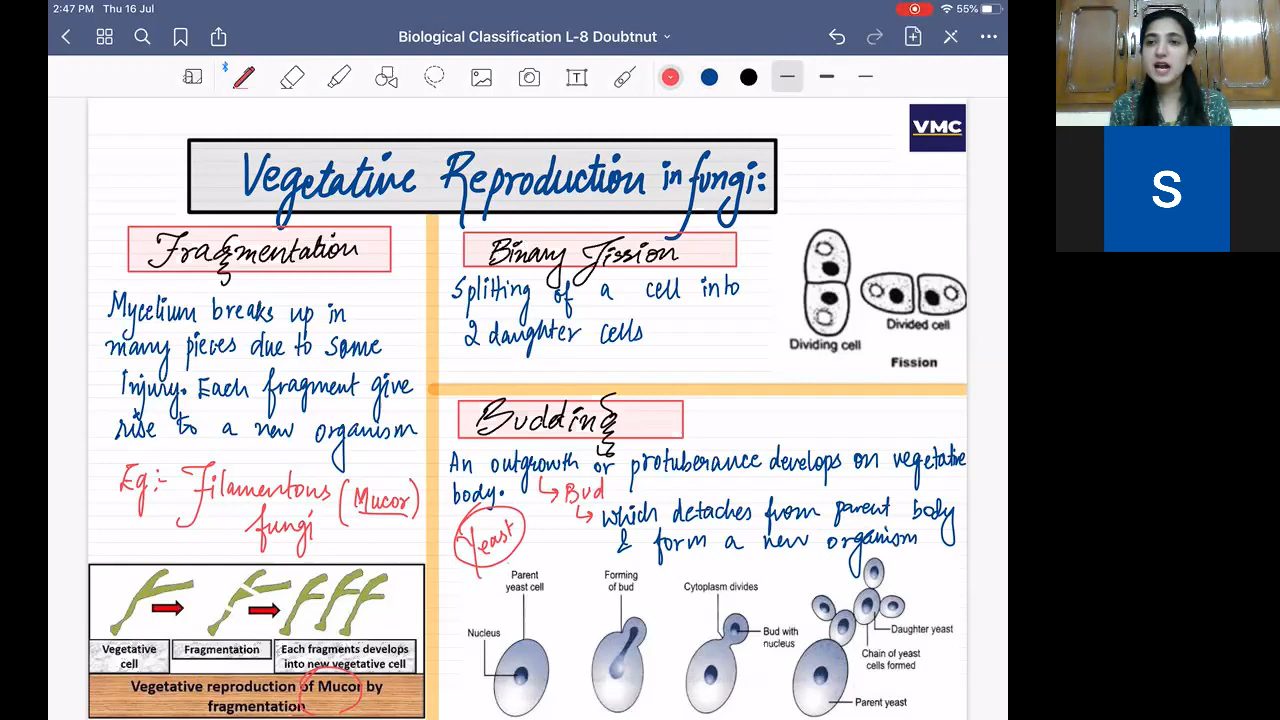 2:47 PM Thu 16 Jul
55%
Biological Classification L-8 Doubtnut
T
VMC
S
Vegetative Reproduction in fungi:
Fragmentation
Mycelium breaks up in
many pieces due to some
Injury. Each fragment give
rise to a new organism
Eg:- Filamentous (Mucor)
fungi
Vegetative cell
Fragmentation
Each fragments develops
into new vegetative cell
Vegetative reproduction of Mucor by
fragmentation
Binary Fission
Splitting of a cell into
2 daughter cells
Dividing cell
Divided cell
Fission
Budding
An outgrowth or protuberance develops on vegetative
body.
Bud
which detaches from parent body
& form a new organism
Yeast
Parent
yeast cell
Forming
of bud
Cytoplasm divides
Nucleus
Bud with
nucleus
Daughter yeast
Chain of yeast
cells formed
Parent yeast